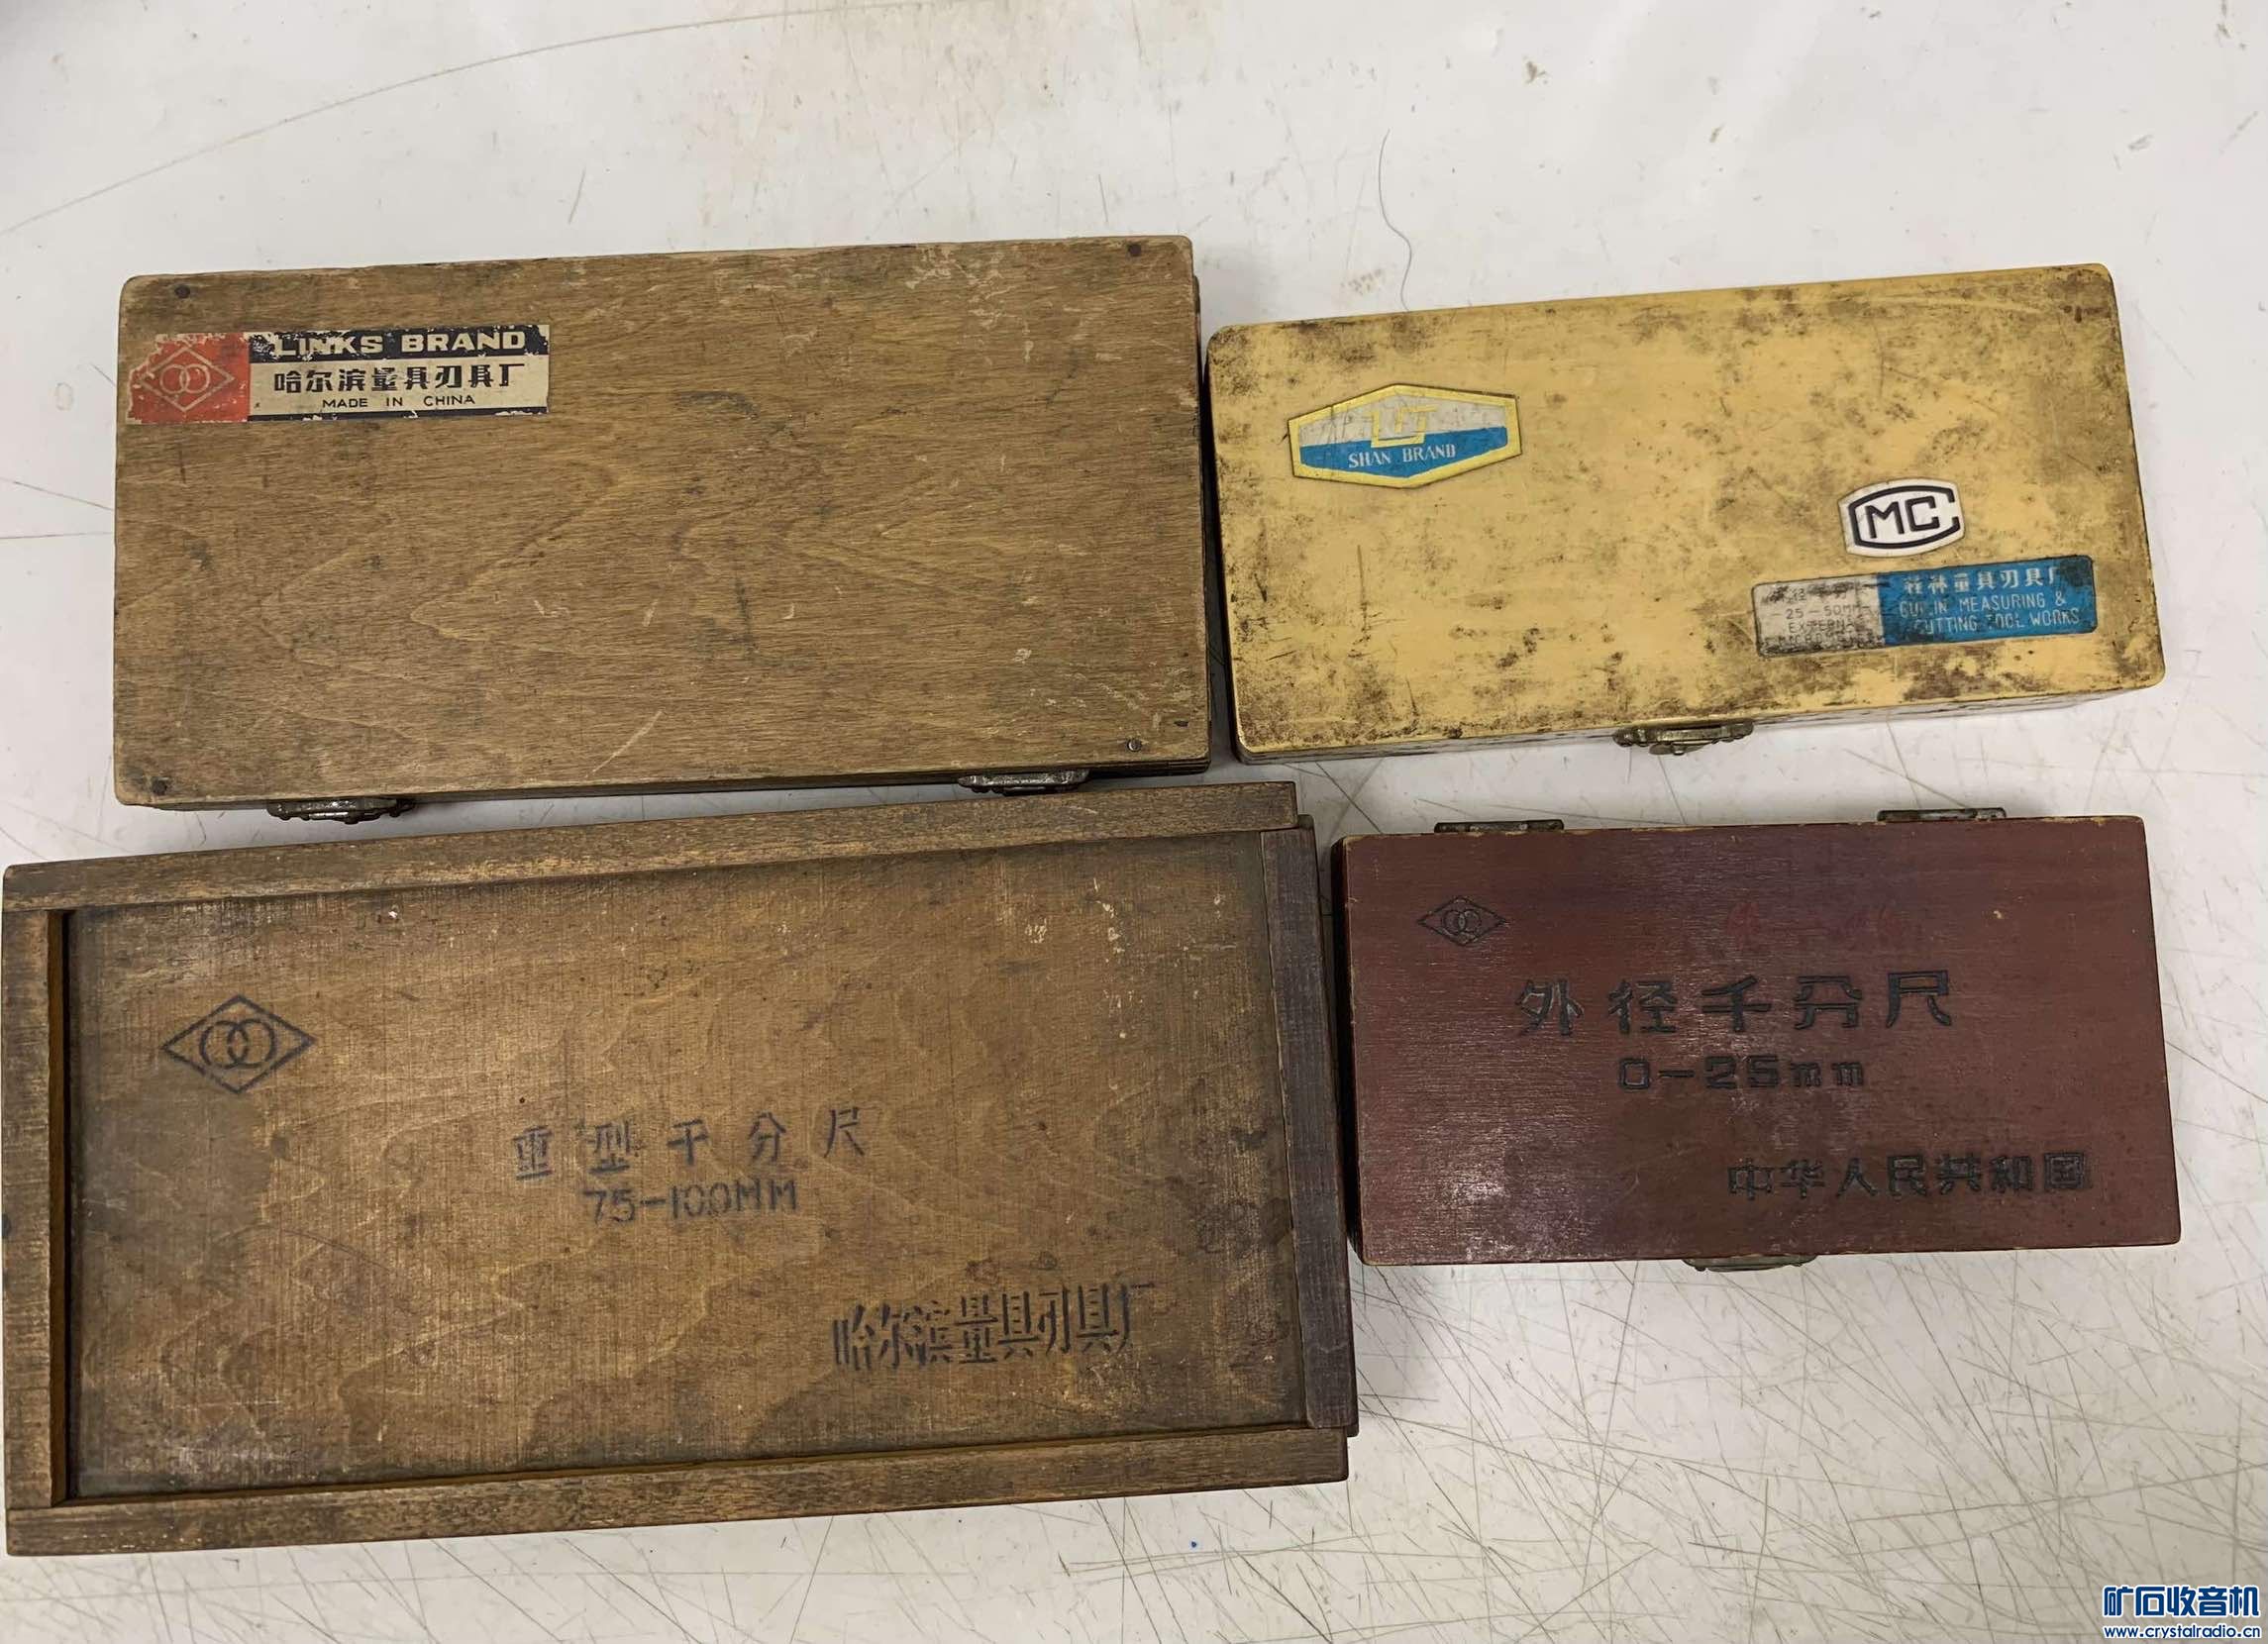 LINKS BRAND
哈尔滨量具刃具厂
MADE IN CHINA
SHAN BRAND
MC
桂林量具刃具厂
GUILIN MEASURING &
CUTTING TOOL WORKS
25-50MM
重型千分尺
75-100MM
哈尔滨量具刃具厂
外径千分尺
0-25mm
中华人民共和国
矿石收音机
www.crystalradio.cn